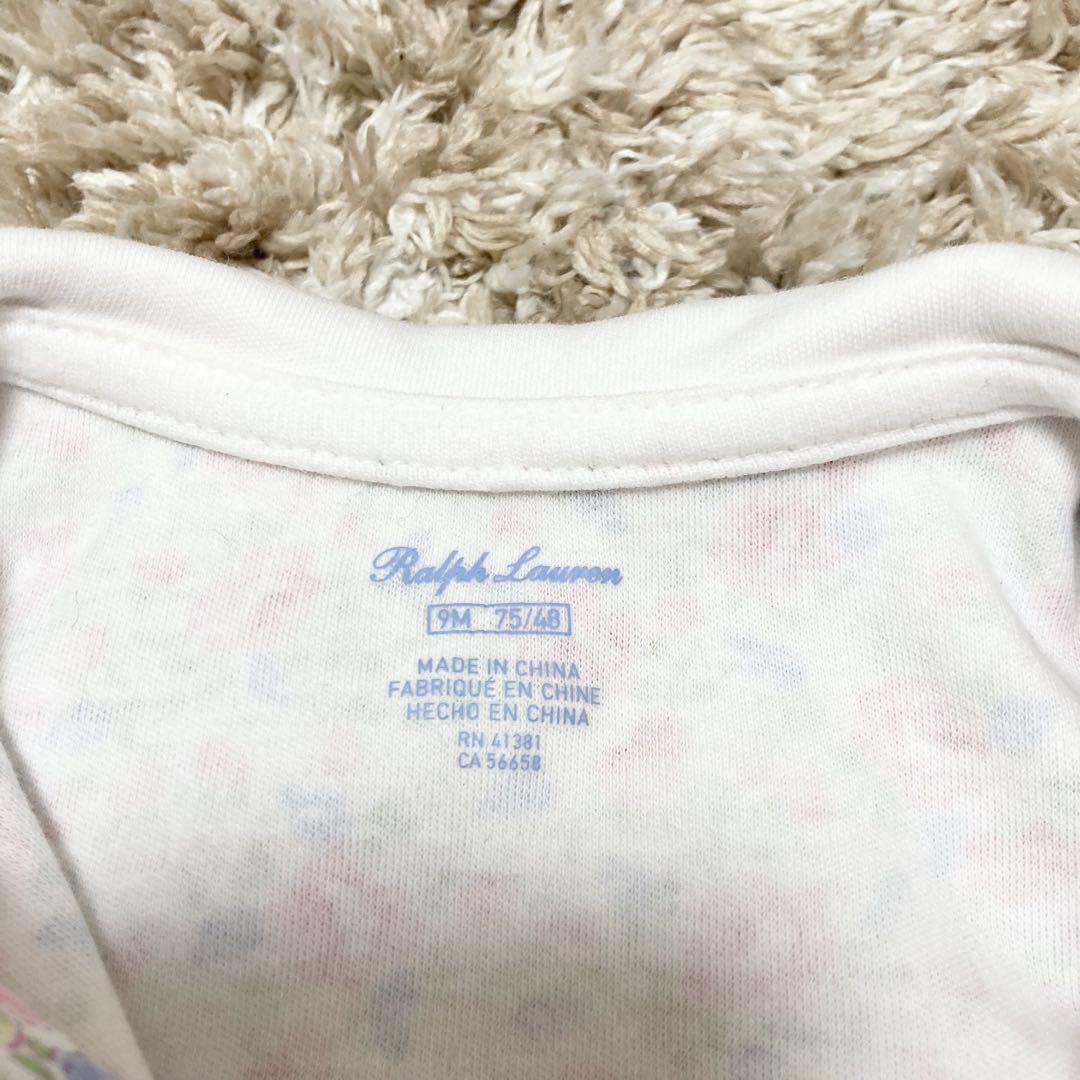 Ralph Lauren
9M 75/48
MADE IN CHINA
FABRIQUÉ EN CHINE
HECHO EN CHINA
RN 41381
CA 56658